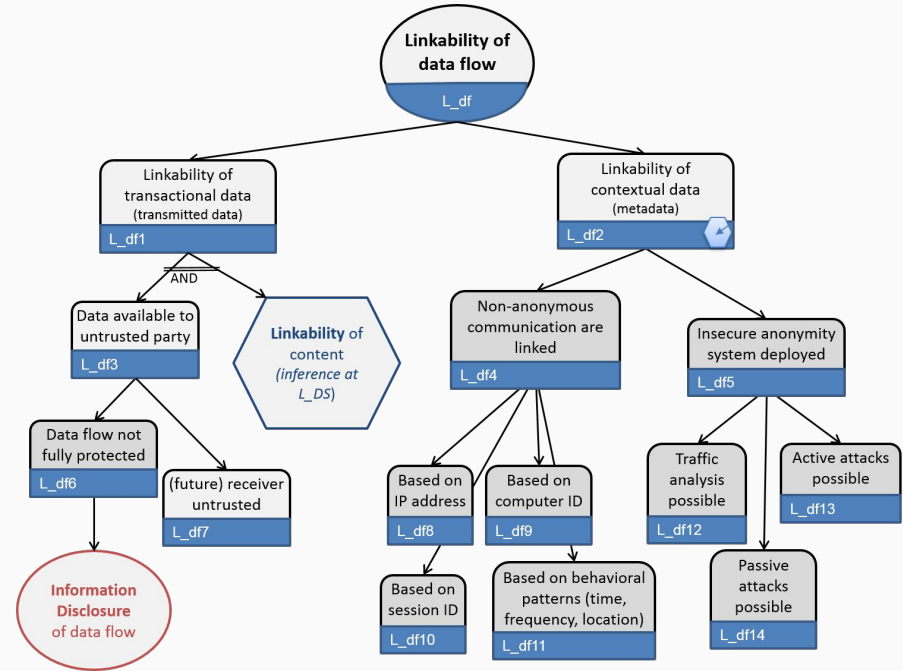 Linkability of
data flow
L_df
Linkability of
transactional data
(transmitted data)
L_df1
Linkability of
contextual data
(metadata)
L_df2
AND
Data available to
untrusted party
L_df3
Linkability of
content
(inference at
L_DS)
Non-anonymous
communication are
linked
L_df4
Insecure anonymity
system deployed
L_df5
Data flow not
fully protected
L_df6
(future) receiver
untrusted
L_df7
Based on
IP address
L_df8
Based on
computer ID
L_df9
Traffic
analysis
possible
L_df12
Active attacks
possible
L_df13
Information
Disclosure
of data flow
Based on
session ID
L_df10
Based on behavioral
patterns (time,
frequency, location)
L_df11
Passive
attacks
possible
L_df14